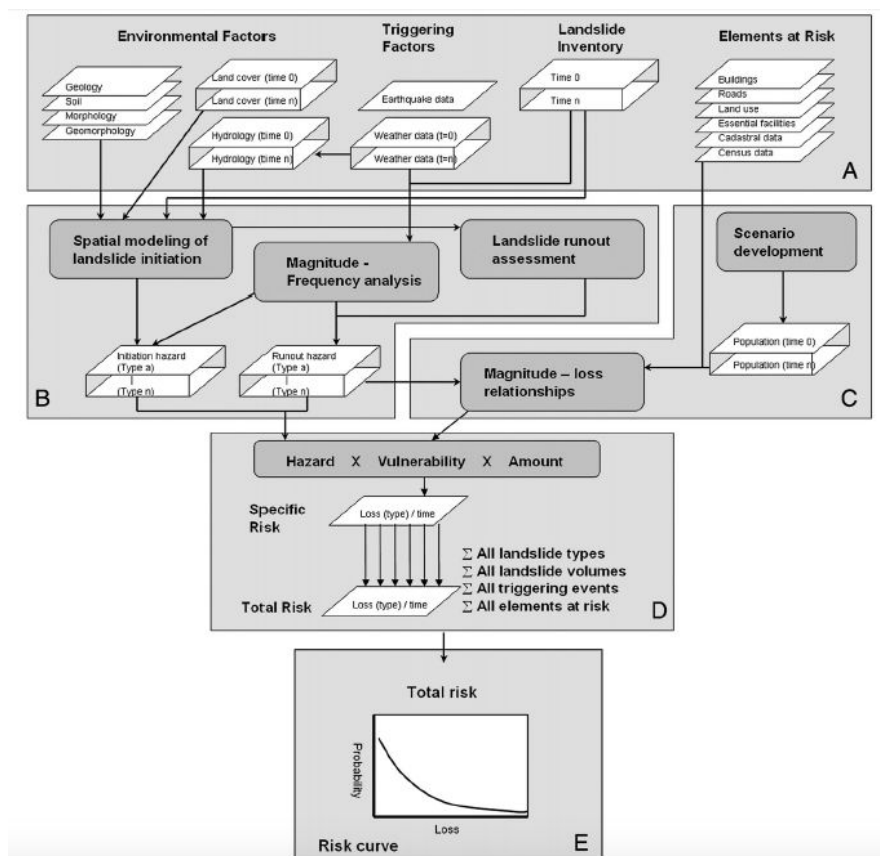 Environmental Factors
Triggering
Factors
Landslide
Inventory
Elements at Risk
Geology
Soil
Morphology
Geomorphology
Land cover (time 0)
Land cover (time n)
Hydrology (time 0)
Hydrology (time n)
Earthquake data
Weather data (t=0)
Weather data (t=n)
Time 0
Time n
Buildings
Roads
Land use
Essential facilities
Cadastral data
Census data
A
Spatial modeling of
landslide initiation
Magnitude -
Frequency analysis
Landslide runout
assessment
Initiation hazard
(Type a)
|
(Type n)
Runout hazard
(Type a)
|
(Type n)
B
Scenario
development
Population (time 0)
Population (time n)
Magnitude – loss
relationships
C
Hazard X Vulnerability X Amount
Specific
Risk
Loss (type) / time
Σ All landslide types
Σ All landslide volumes
Σ All triggering events
Σ All elements at risk
Total Risk
Loss (type) / time
D
Total risk
Probability
Loss
Risk curve
E